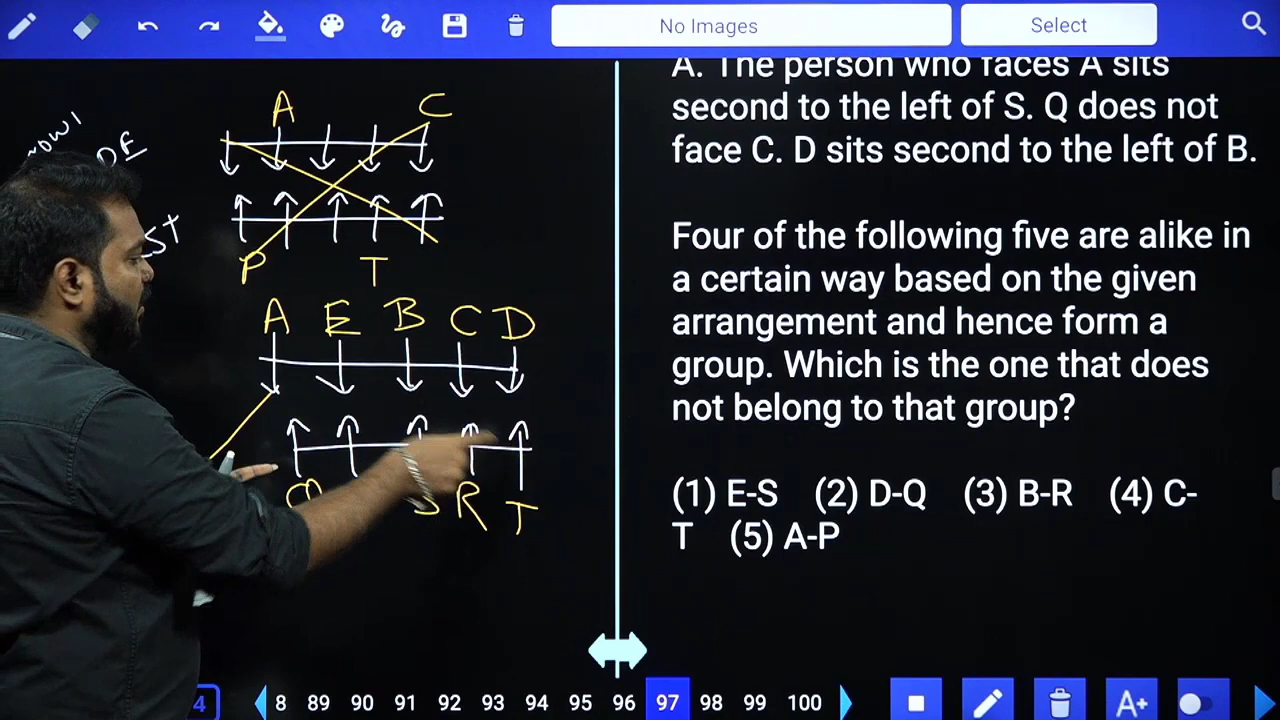 No Images
Select
A. The person who faces A sits
second to the left of S. Q does not
face C. D sits second to the left of B.
Four of the following five are alike in
a certain way based on the given
arrangement and hence form a
group. Which is the one that does
not belong to that group?
(1) E-S (2) D-Q (3) B-R (4) C-
T (5) A-P
A C
DE
ST
P T
A E B C D
R T
8 89 90 91 92 93 94 95 96 97 98 99 100
A+